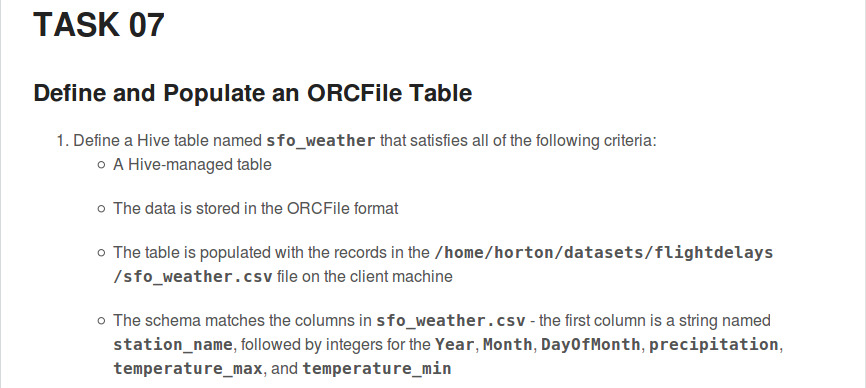 TASK 07
Define and Populate an ORCFile Table
1. Define a Hive table named sfo_weather that satisfies all of the following criteria:
○ A Hive-managed table
○ The data is stored in the ORCFile format
○ The table is populated with the records in the /home/horton/datasets/flightdelays
/sfo_weather.csv file on the client machine
○ The schema matches the columns in sfo_weather.csv - the first column is a string named
station_name, followed by integers for the Year, Month, DayOfMonth, precipitation,
temperature_max, and temperature_min